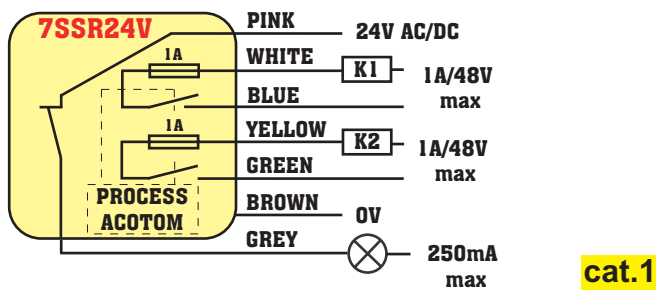 7SSR24V
PINK
24V AC/DC
1A
WHITE
K1
1A/48V
max
BLUE
1A
YELLOW
K2
1A/48V
max
GREEN
PROCESS
ACOTOM
BROWN
0V
GREY
250mA
max
cat.1